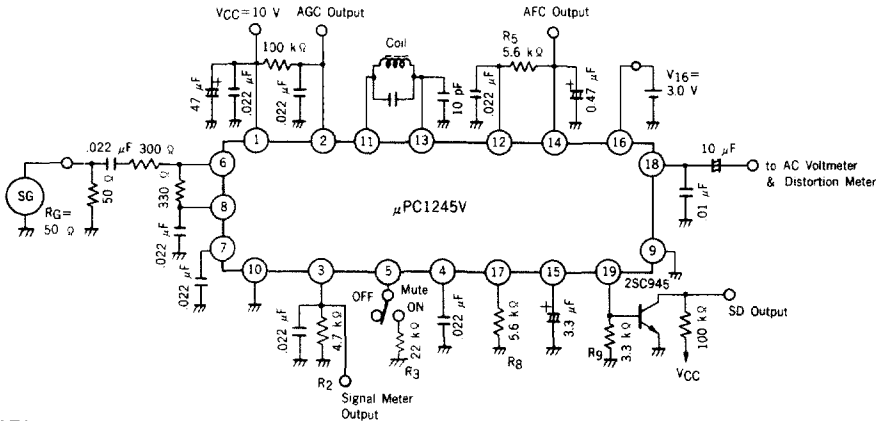 VCC=10 V
AGC Output
AFC Output
100 kΩ
Coil
R5
5.6 kΩ
47 μF
.022 μF
.022 μF
10 pF
.022 μF
0.47 μF
V16=
3.0 V
1
2
11
13
12
14
16
.022 μF
300 Ω
6
18
10 μF
to AC Voltmeter
& Distortion Meter
SG
RG=
50 Ω
50 Ω
330 Ω
8
μPC1245V
01 μF
.022 μF
7
9
.022 μF
10
3
5
4
17
15
19
2SC945
OFF
Mute
ON
SD Output
.022 μF
4.7 kΩ
22 kΩ
.022 μF
5.6 kΩ
3.3 μF
R9
3.3 kΩ
100 kΩ
R2
R3
R8
VCC
Signal Meter
Output